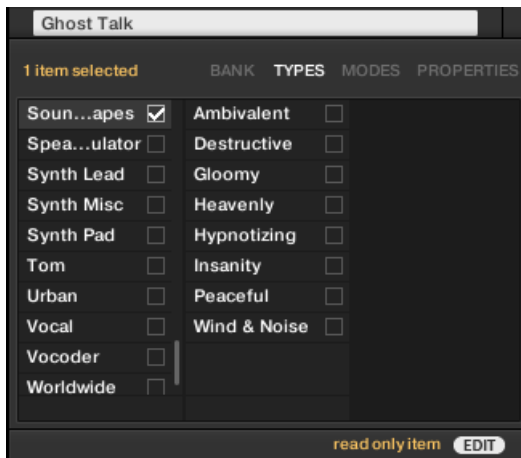 Ghost Talk
1 item selected BANK TYPES MODES PROPERTIES
Soun...apes Ambivalent
Spea...ulator Destructive
Synth Lead Gloomy
Synth Misc Heavenly
Synth Pad Hypnotizing
Tom Insanity
Urban Peaceful
Vocal Wind & Noise
Vocoder
Worldwide
read only item EDIT